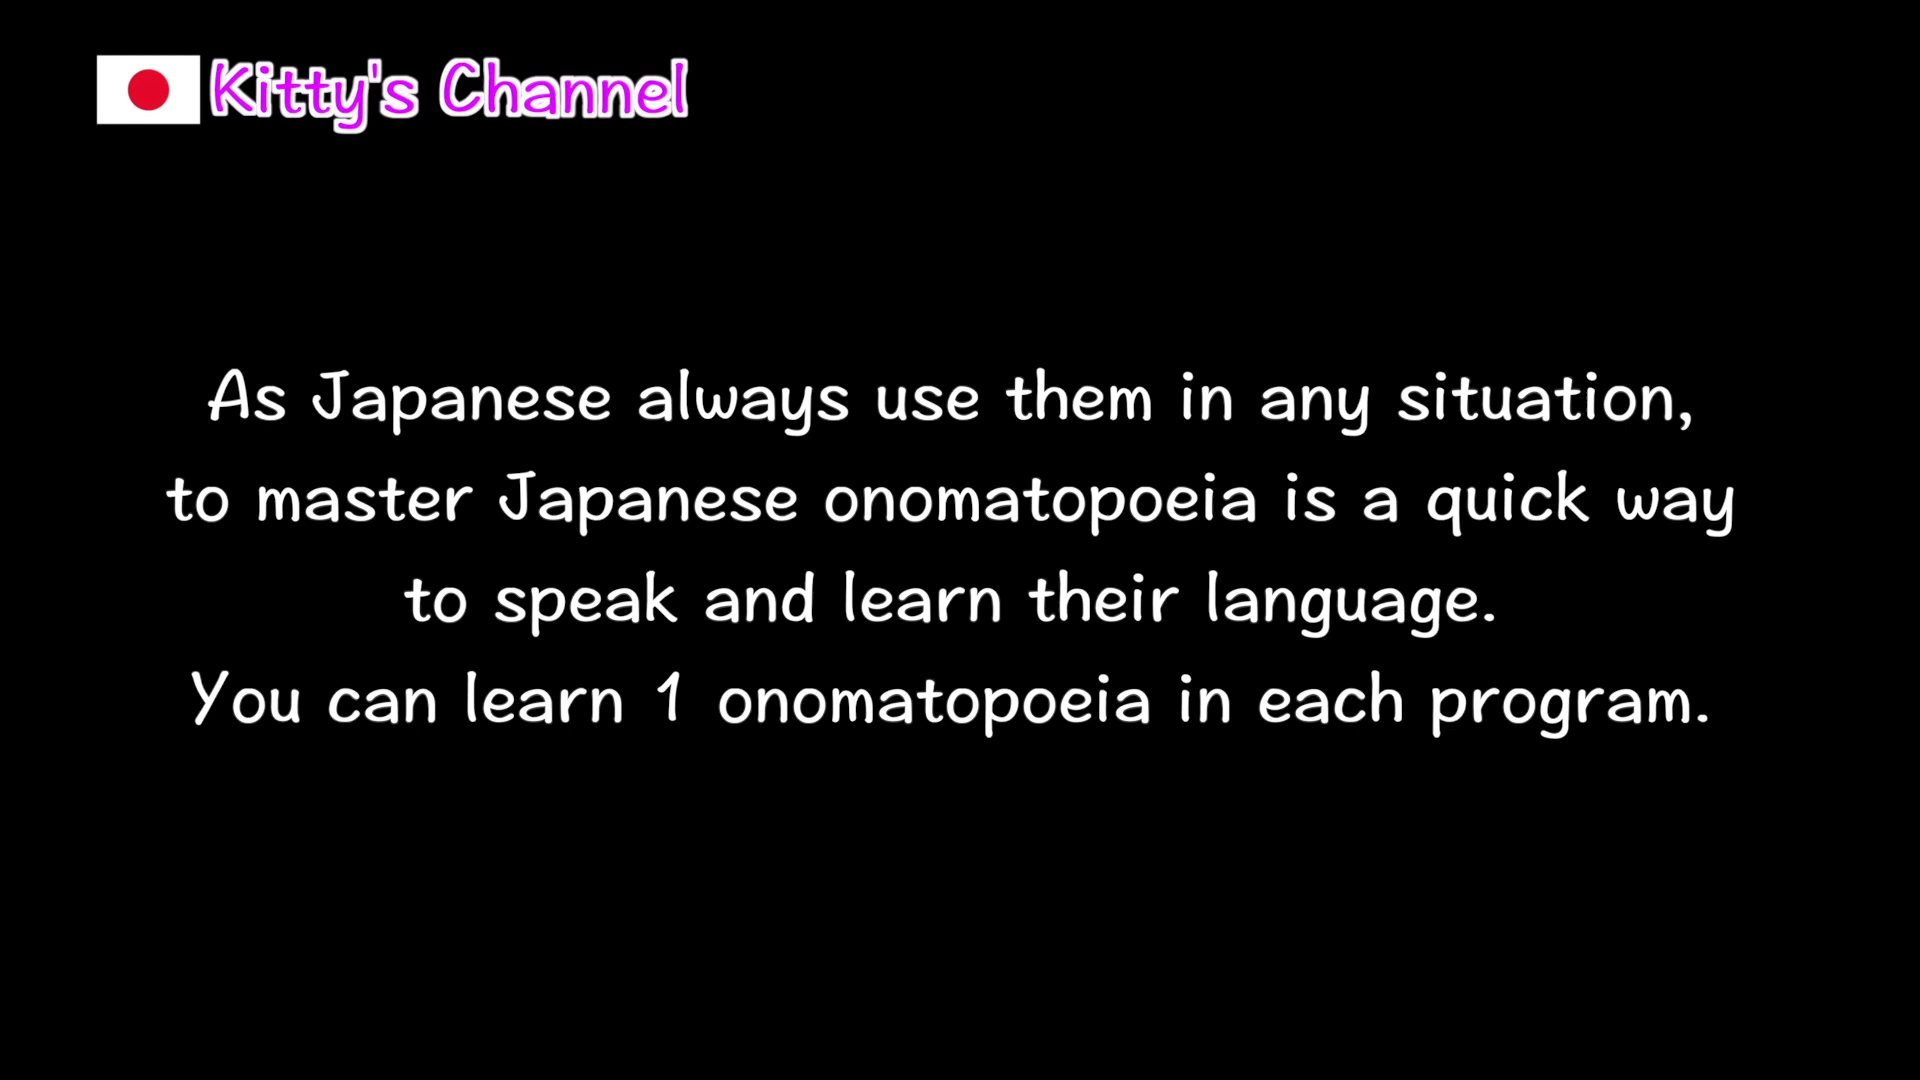 Kitty's Channel
As Japanese always use them in any situation,
to master Japanese onomatopoeia is a quick way
to speak and learn their language.
You can learn 1 onomatopoeia in each program.